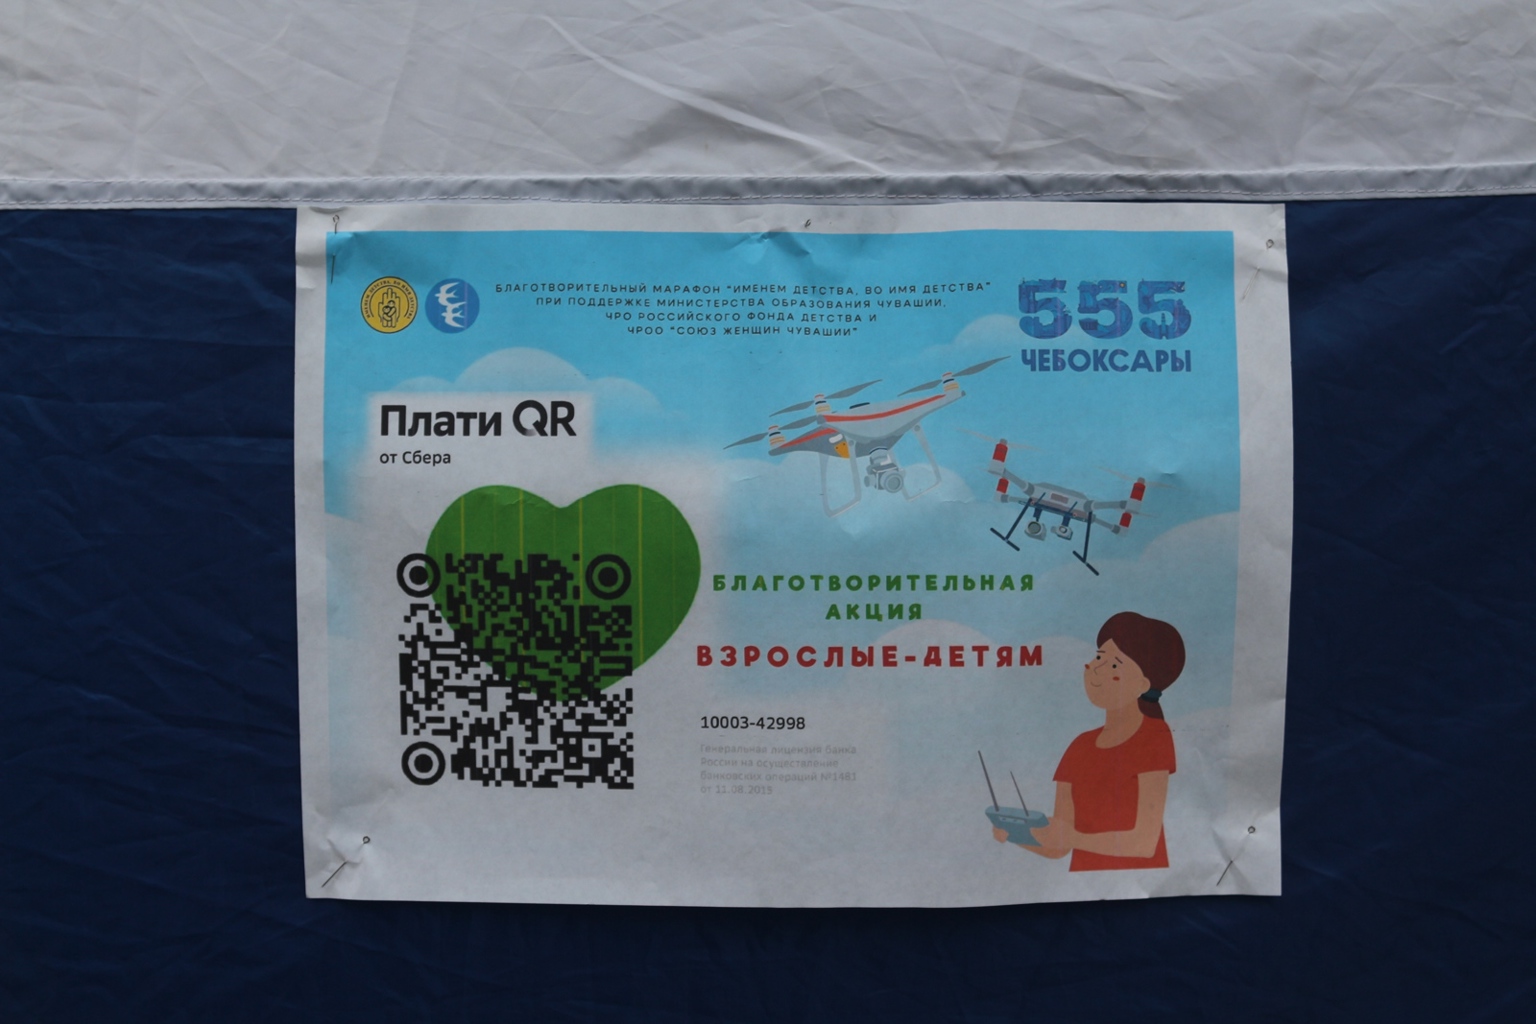 БЛАГОТВОРИТЕЛЬНЫЙ МАРАФОН "ИМЕНЕМ ДЕТСТВА, ВО ИМЯ ДЕТСТВА"
ПРИ ПОДДЕРЖКЕ МИНИСТЕРСТВА ОБРАЗОВАНИЯ ЧУВАШИИ,
ЧРО РОССИЙСКОГО ФОНДА ДЕТСТВА И
ЧРОО "СОЮЗ ЖЕНЩИН ЧУВАШИИ"
555
ЧЕБОКСАРЫ
Плати QR
от Сбера
БЛАГОТВОРИТЕЛЬНАЯ
АКЦИЯ
ВЗРОСЛЫЕ-ДЕТЯМ
10003-42998
Генеральная лицензия банка
России на осуществление
банковских операций №1481
от 11.08.2015